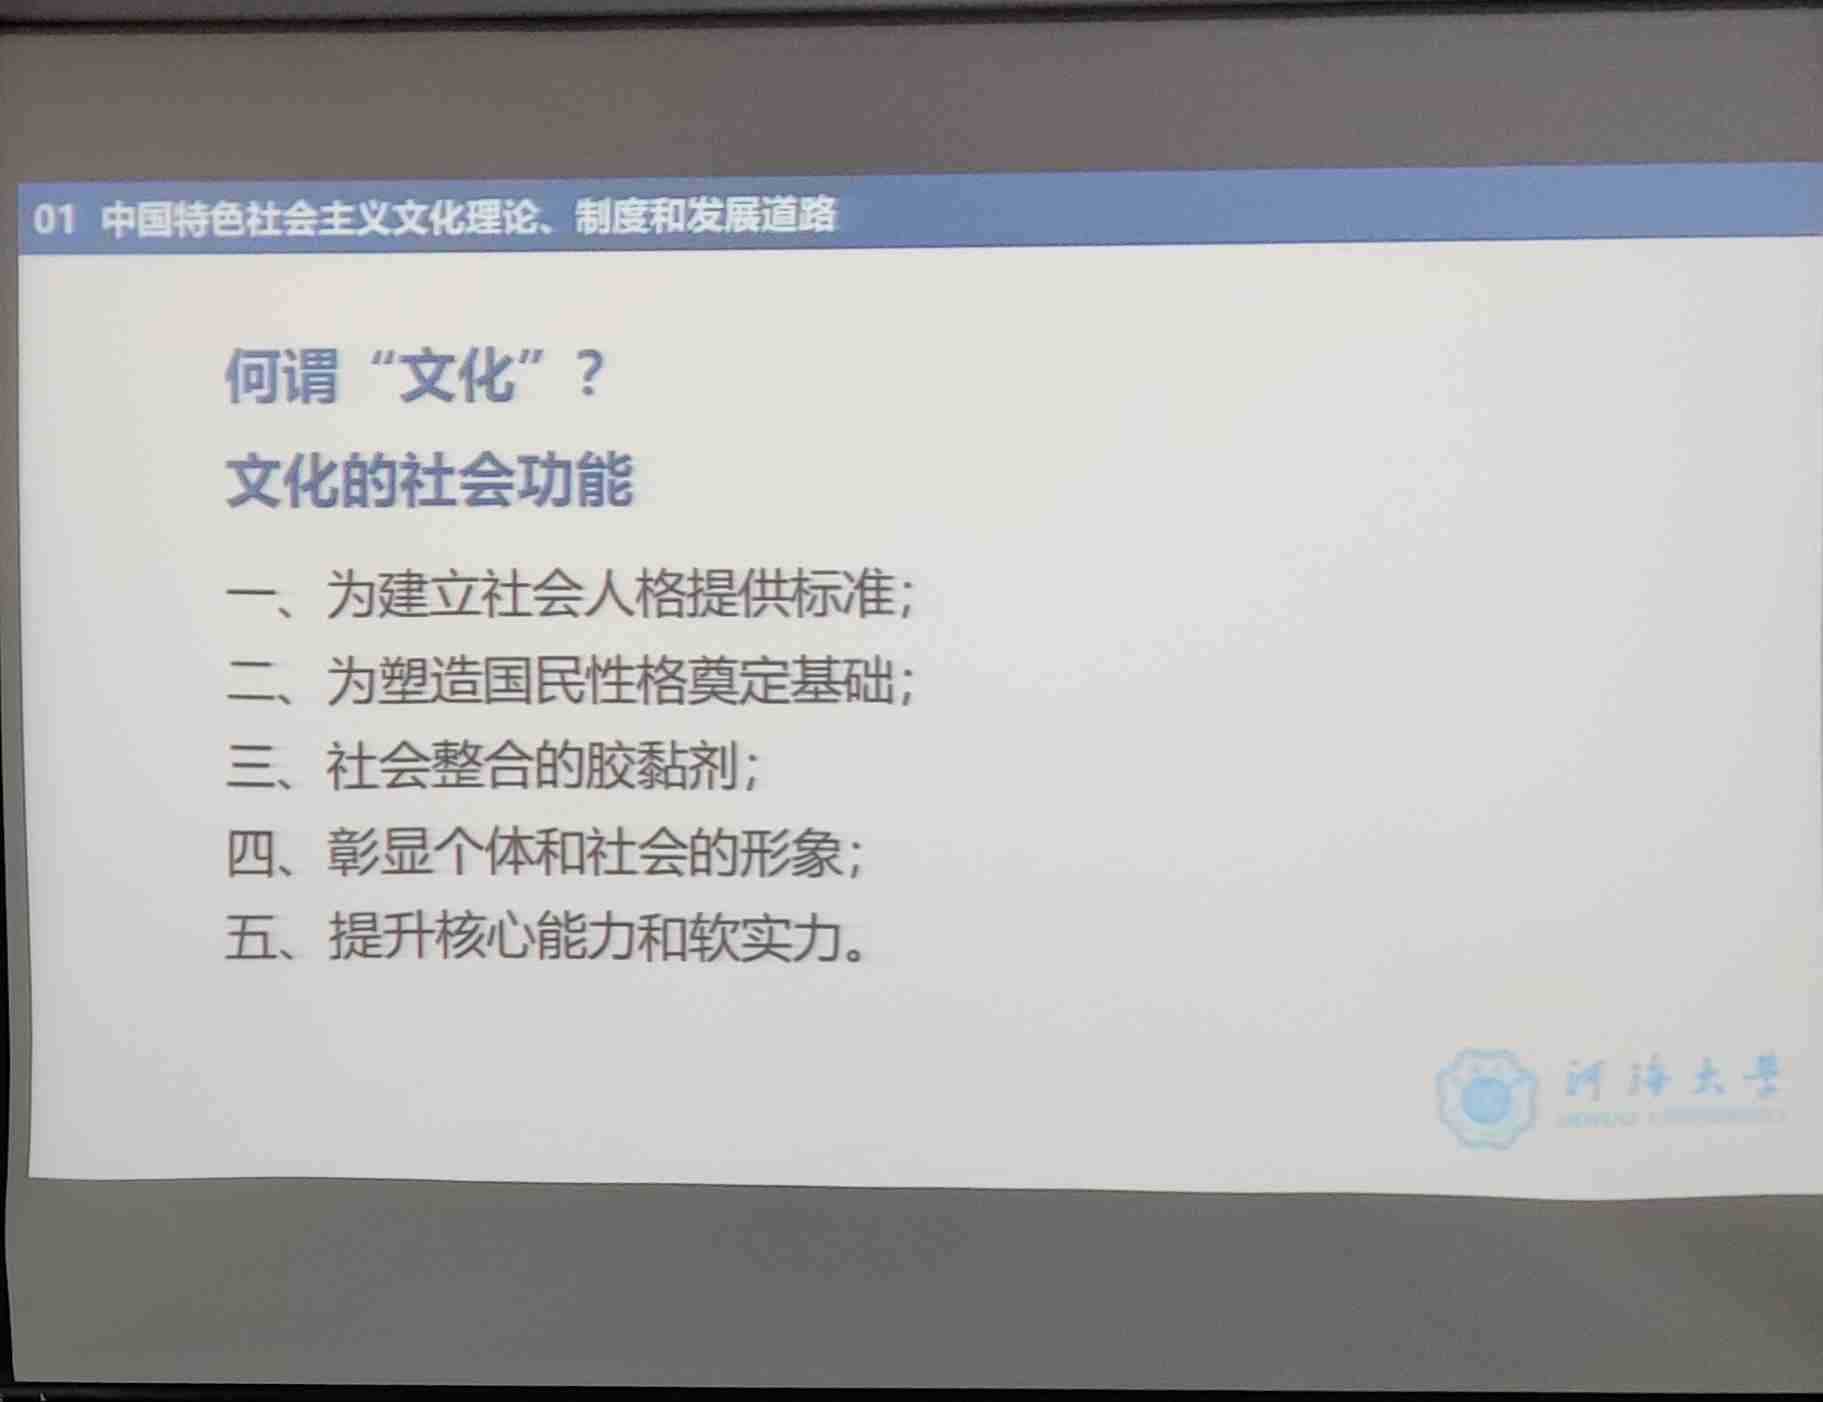 01 中国特色社会主义文化理论、制度和发展道路
何谓“文化”?
文化的社会功能
一、为建立社会人格提供标准;
二、为塑造国民性格奠定基础;
三、社会整合的胶黏剂;
四、彰显个体和社会的形象;
五、提升核心能力和软实力。
河海大学